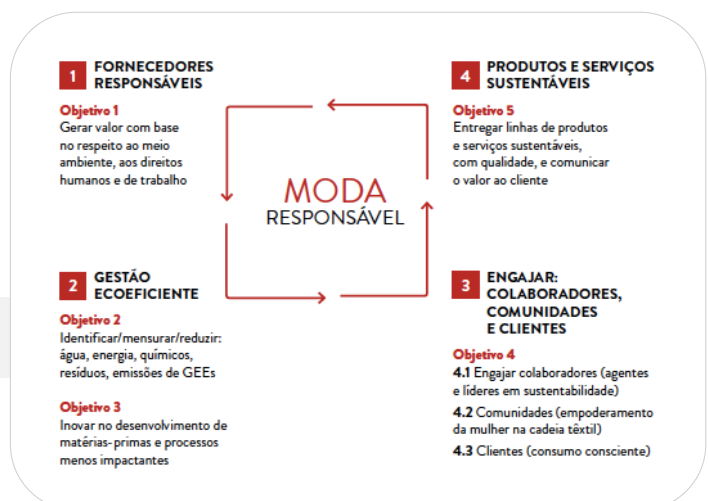 1
FORNECEDORES
RESPONSÁVEIS
Objetivo 1
Gerar valor com base
no respeito ao meio
ambiente, aos direitos
humanos e de trabalho
4
PRODUTOS E SERVIÇOS
SUSTENTÁVEIS
Objetivo 5
Entregar linhas de produtos
e serviços sustentáveis,
com qualidade, e comunicar
o valor ao cliente
MODA
RESPONSÁVEL
2
GESTÃO
ECOEFICIENTE
Objetivo 2
Identificar/mensurar/reduzir:
água, energia, químicos,
resíduos, emissões de GEEs
Objetivo 3
Inovar no desenvolvimento de
matérias-primas e processos
menos impactantes
3
ENGAJAR:
COLABORADORES,
COMUNIDADES
E CLIENTES
Objetivo 4
4.1 Engajar colaboradores (agentes
e líderes em sustentabilidade)
4.2 Comunidades (empoderamento
da mulher na cadeia têxtil)
4.3 Clientes (consumo consciente)